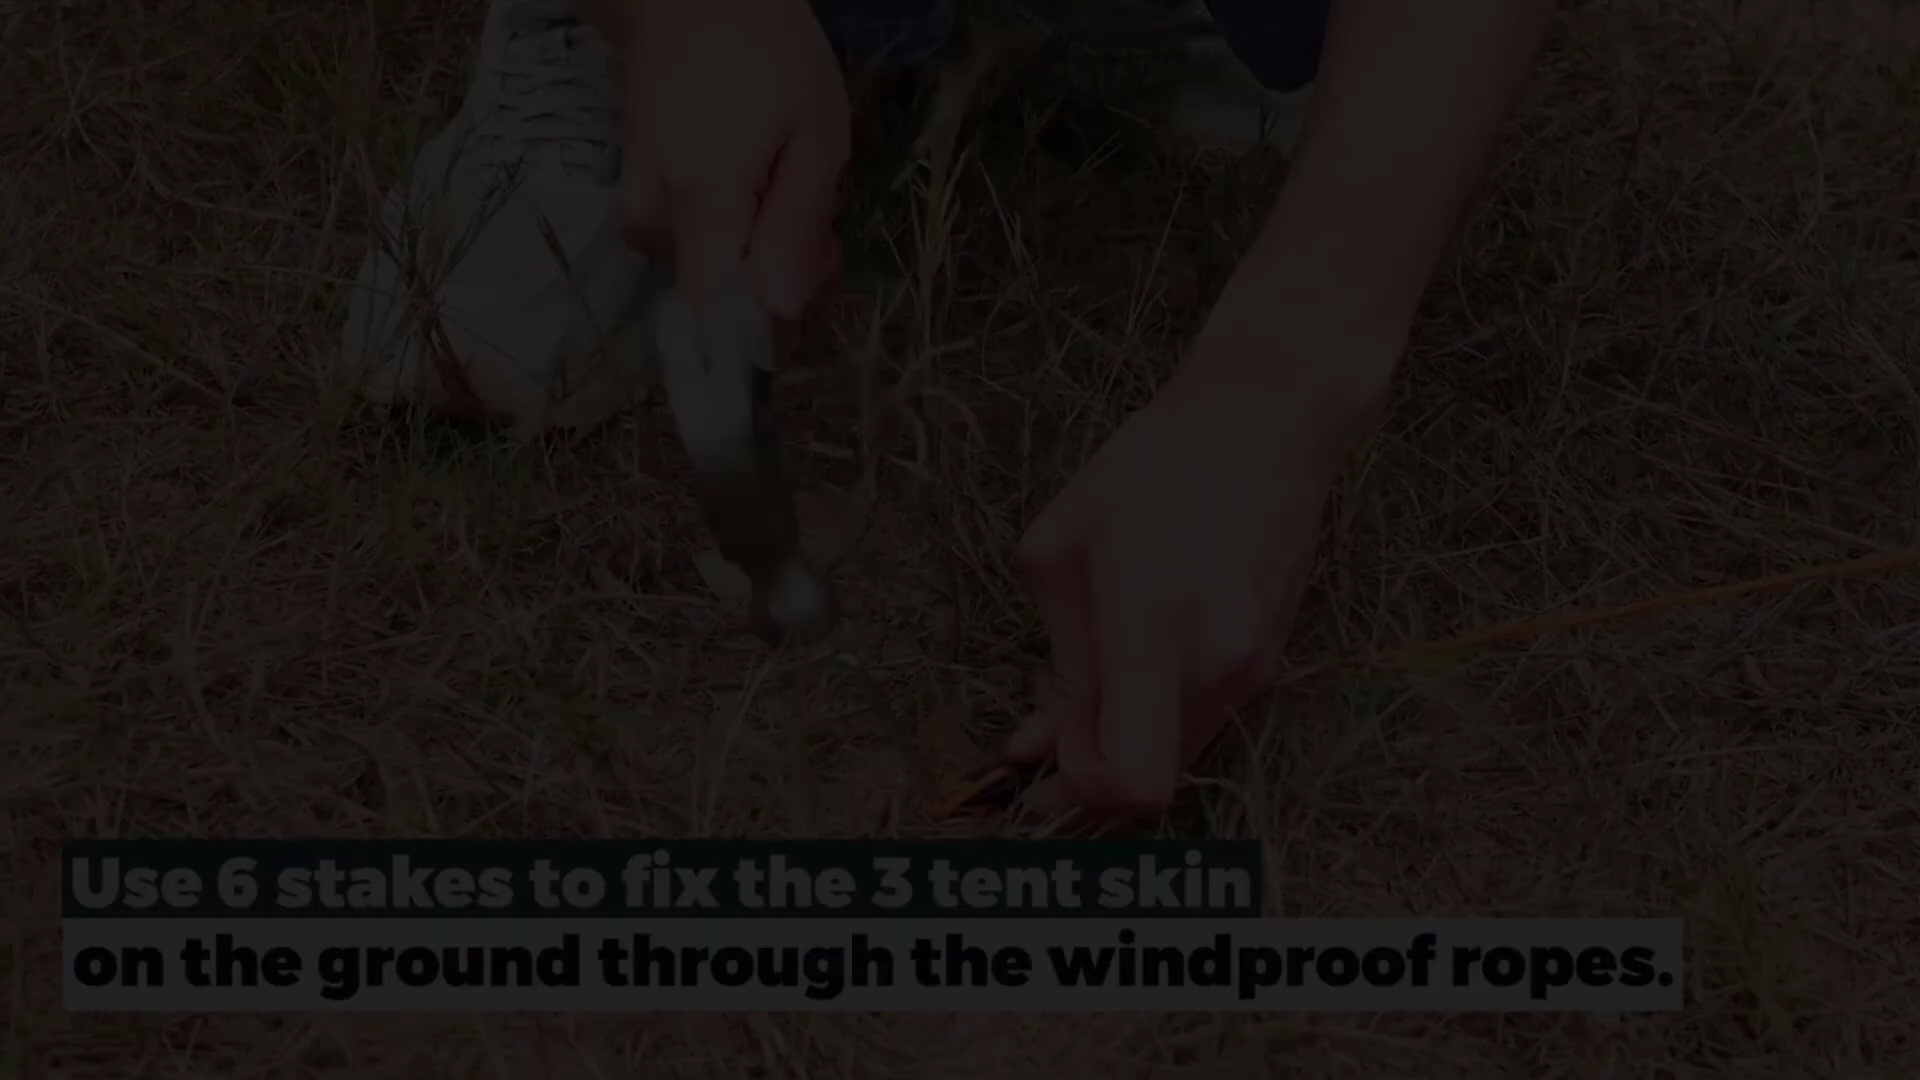 Use 6 stakes to fix the 3 tent skin
on the ground through the windproof ropes.